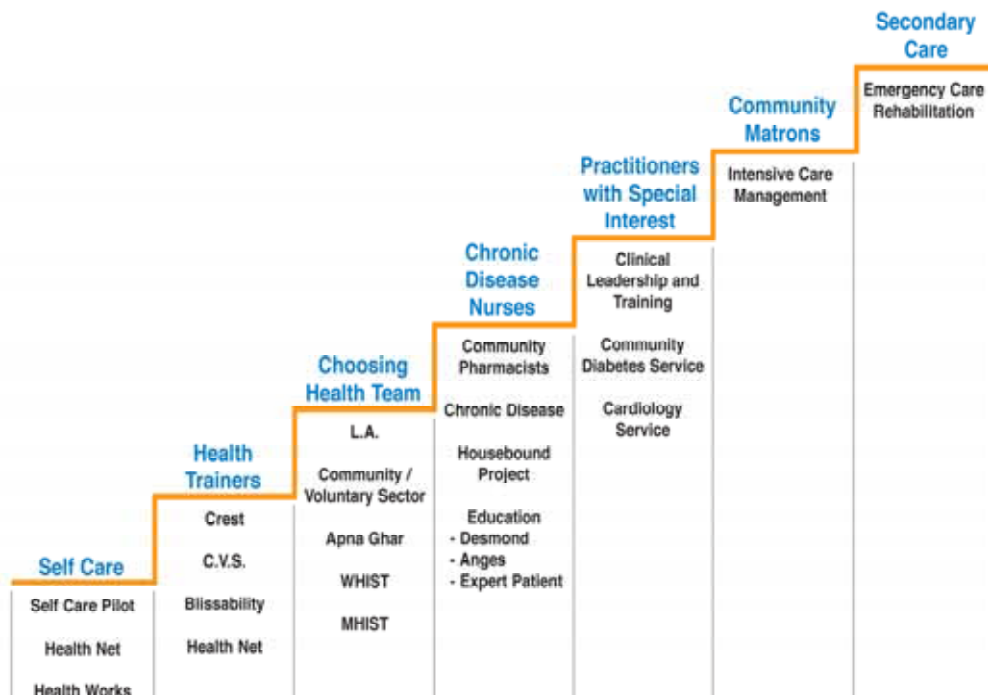 Self Care
Self Care Pilot
Health Net
Health Works
Health
Trainers
Crest
C.V.S.
Blissability
Health Net
Choosing
Health Team
L.A.
Community /
Voluntary Sector
Apna Ghar
WHIST
MHIST
Chronic
Disease
Nurses
Community
Pharmacists
Chronic Disease
Housebound
Project
Education
- Desmond
- Anges
- Expert Patient
Practitioners
with Special
Interest
Clinical
Leadership and
Training
Community
Diabetes Service
Cardiology
Service
Community
Matrons
Intensive Care
Management
Secondary
Care
Emergency Care
Rehabilitation